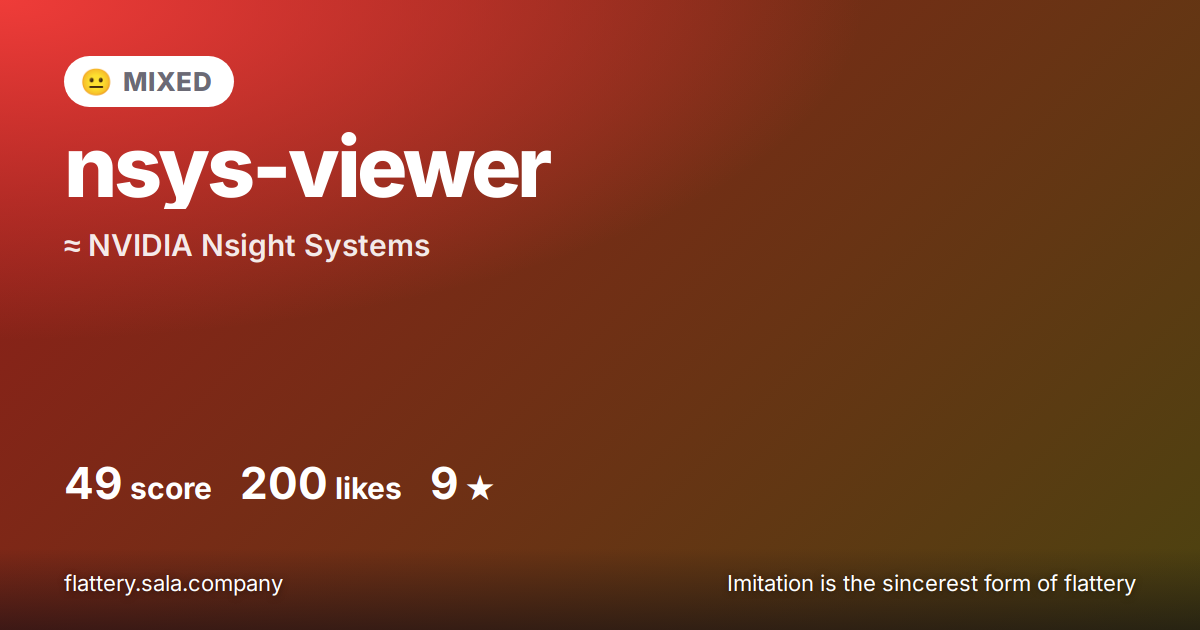 😐 MIXED
nsys-viewer
≈ NVIDIA Nsight Systems
49 score 200 likes 9 ★
flattery.sala.company
Imitation is the sincerest form of flattery